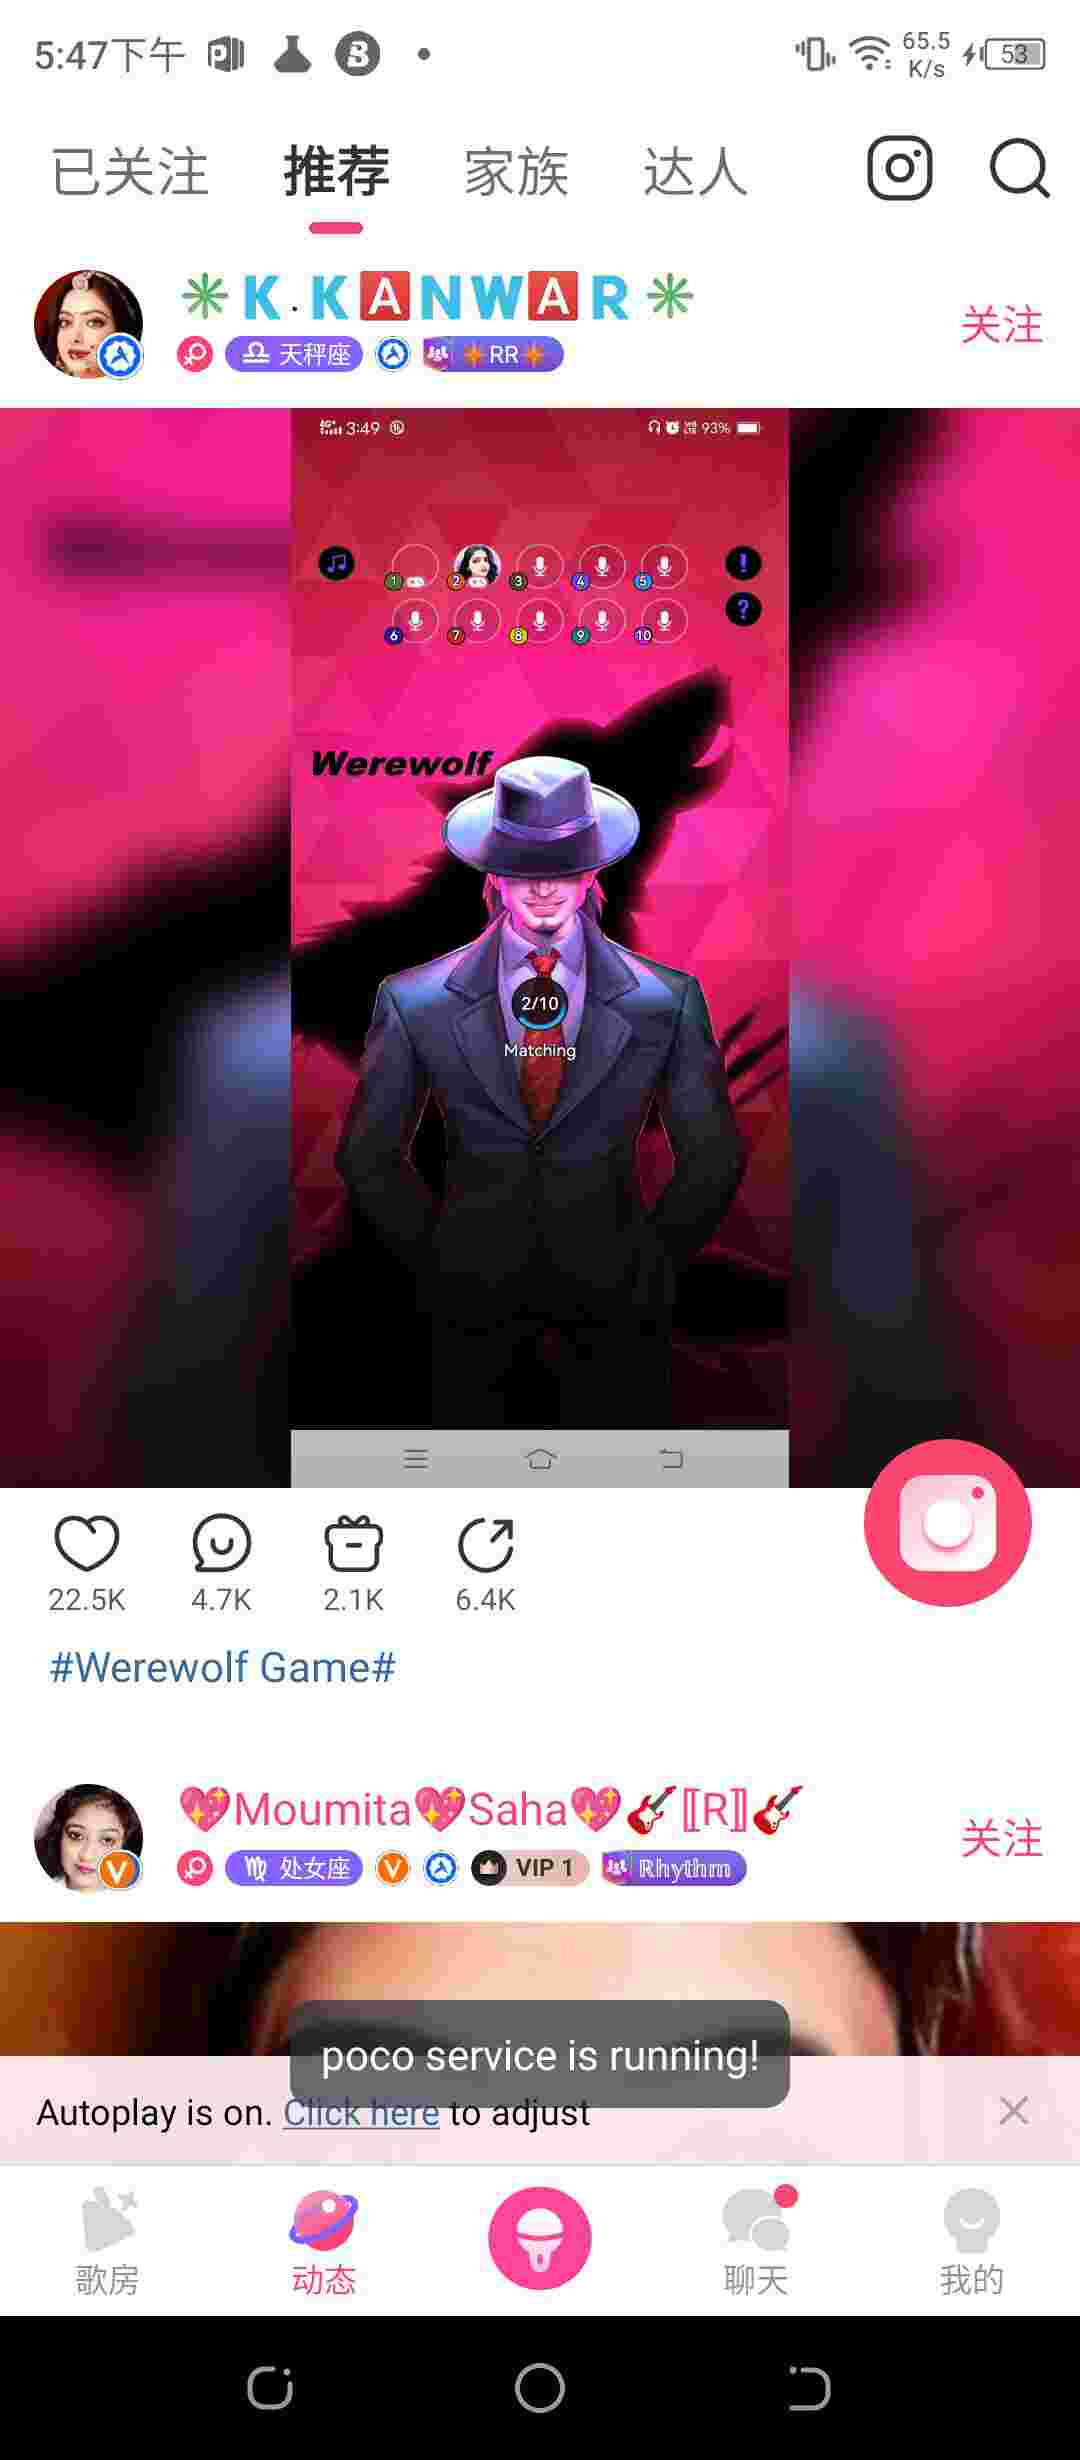 5:47下午
65.5 K/s
53
已关注 推荐 家族 达人
✳K.K🅰NW🅰R✳
天秤座 RR
关注
3:49
93%
1 2 3 4 5
6 7 8 9 10
Werewolf
2/10
Matching
22.5K 4.7K 2.1K 6.4K
#Werewolf Game#
💖Moumita💖Saha💖🎸〚R〛🎸
处女座 V VIP 1 ℝhythm
关注
poco service is running!
Autoplay is on. Click here to adjust
歌房 动态 聊天 我的